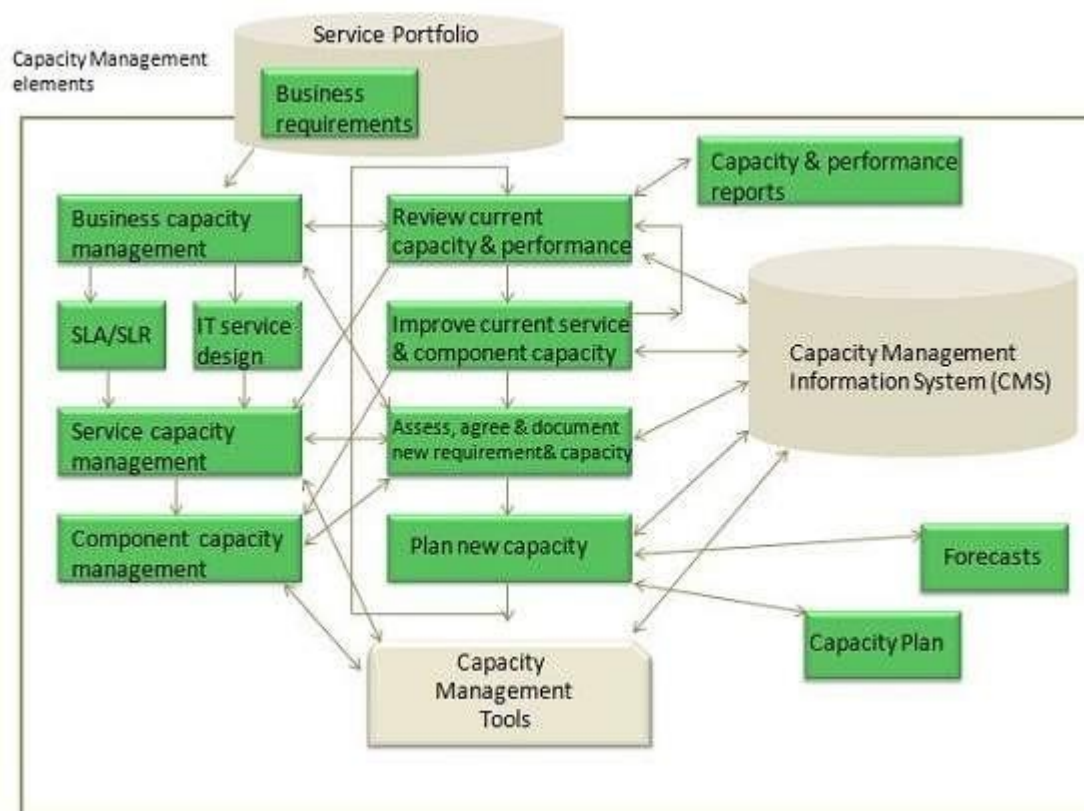 Service Portfolio
Capacity Management
elements
Business
requirements
Capacity & performance
reports
Business capacity
management
Review current
capacity & performance
SLA/SLR
IT service
design
Improve current service
& component capacity
Capacity Management
Information System (CMS)
Service capacity
management
Assess, agree & document
new requirement& capacity
Component capacity
management
Plan new capacity
Forecasts
Capacity Plan
Capacity
Management
Tools